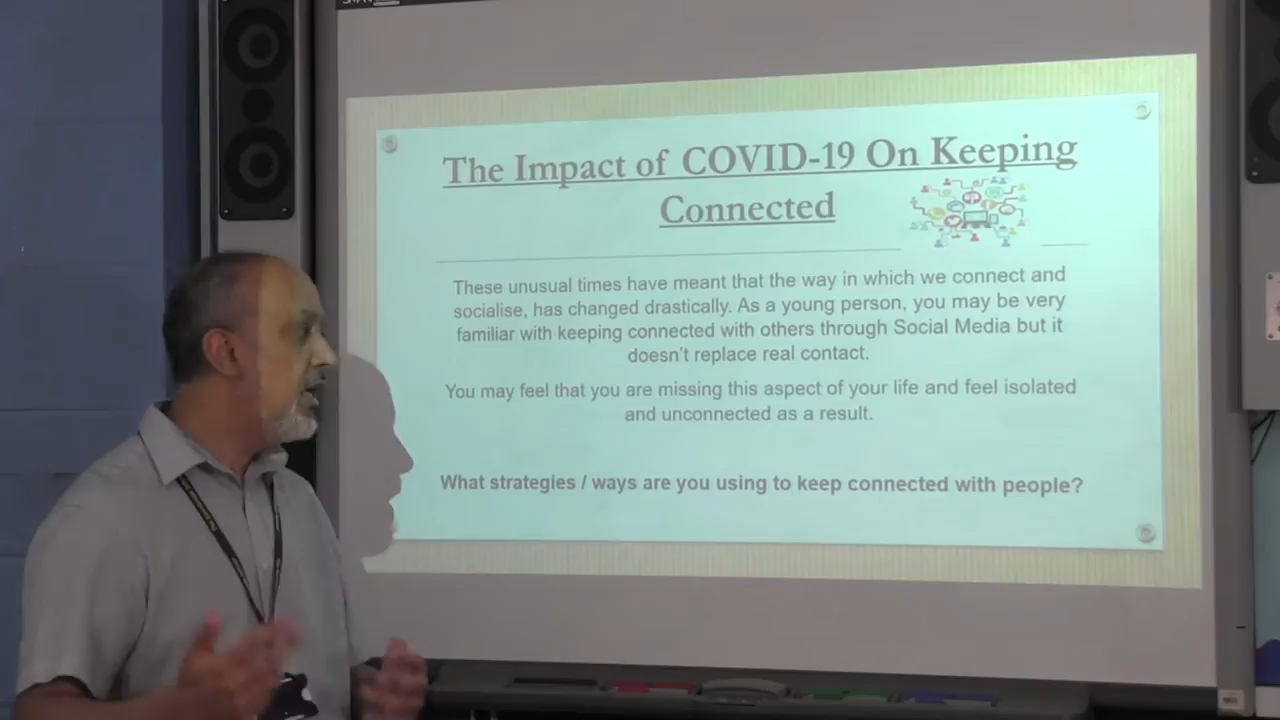 The Impact of COVID-19 On Keeping
Connected
These unusual times have meant that the way in which we connect and
socialise, has changed drastically. As a young person, you may be very
familiar with keeping connected with others through Social Media but it
doesn't replace real contact.
You may feel that you are missing this aspect of your life and feel isolated
and unconnected as a result.
What strategies / ways are you using to keep connected with people?